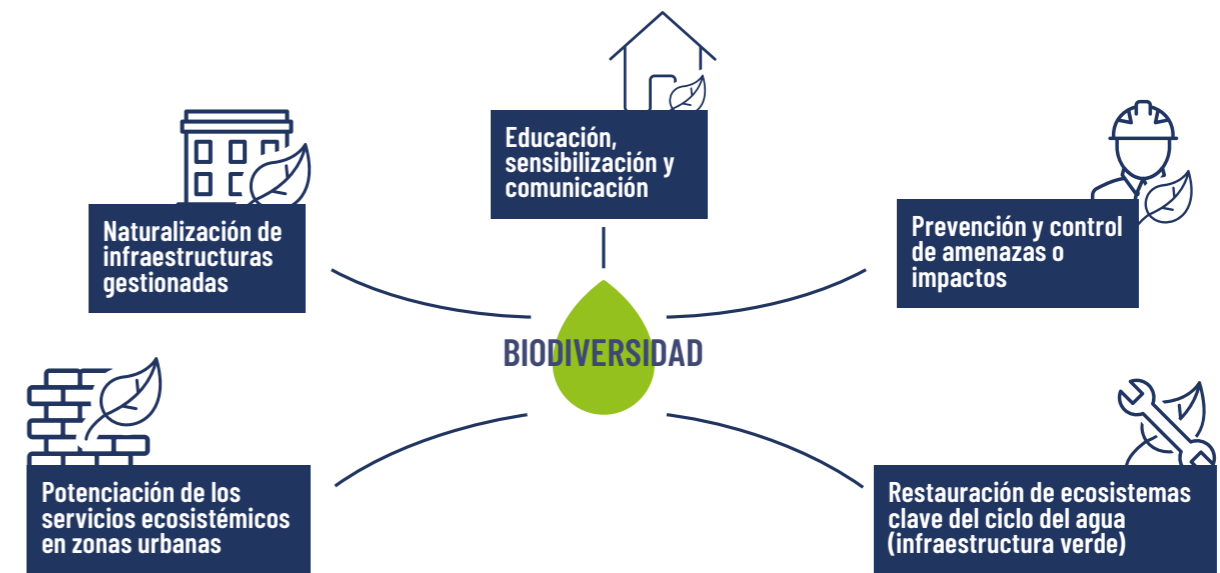 Educación,
sensibilización y
comunicación
Naturalización de
infraestructuras
gestionadas
Prevención y control
de amenazas o
impactos
BIODIVERSIDAD
Potenciación de los
servicios ecosistémicos
en zonas urbanas
Restauración de ecosistemas
clave del ciclo del agua
(infraestructura verde)